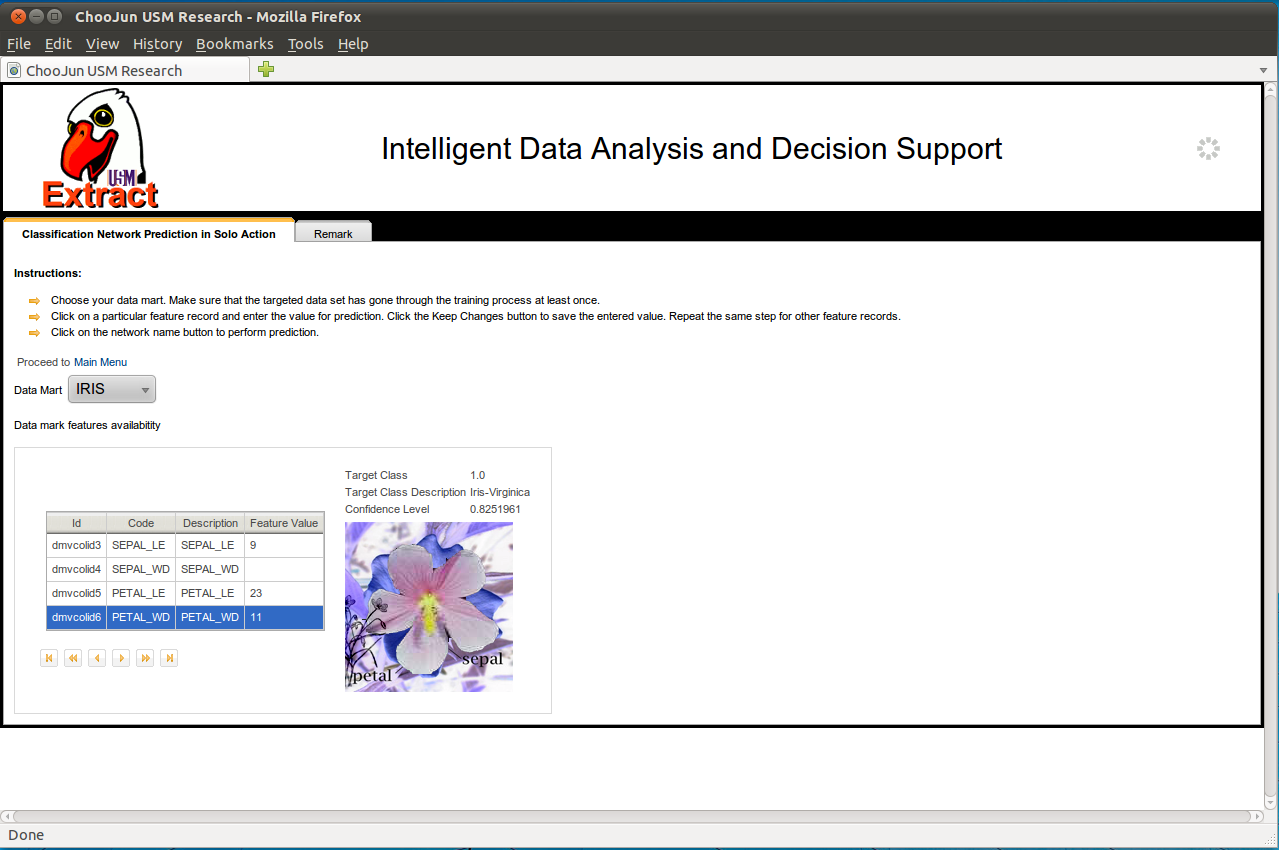 ChooJun USM Research - Mozilla Firefox
File Edit View History Bookmarks Tools Help
ChooJun USM Research
USM
Extract
Intelligent Data Analysis and Decision Support
Classification Network Prediction in Solo Action Remark
Instructions:
Choose your data mart. Make sure that the targeted data set has gone through the training process at least once.
Click on a particular feature record and enter the value for prediction. Click the Keep Changes button to save the entered value. Repeat the same step for other feature records.
Click on the network name button to perform prediction.
Proceed to Main Menu
Data Mart IRIS
Data mark features availabitity
Target Class 1.0
Target Class Description Iris-Virginica
Confidence Level 0.8251961
Id Code Description Feature Value
dmvcolid3 SEPAL_LE SEPAL_LE 9
dmvcolid4 SEPAL_WD SEPAL_WD
dmvcolid5 PETAL_LE PETAL_LE 23
dmvcolid6 PETAL_WD PETAL_WD 11
sepal
petal
Done